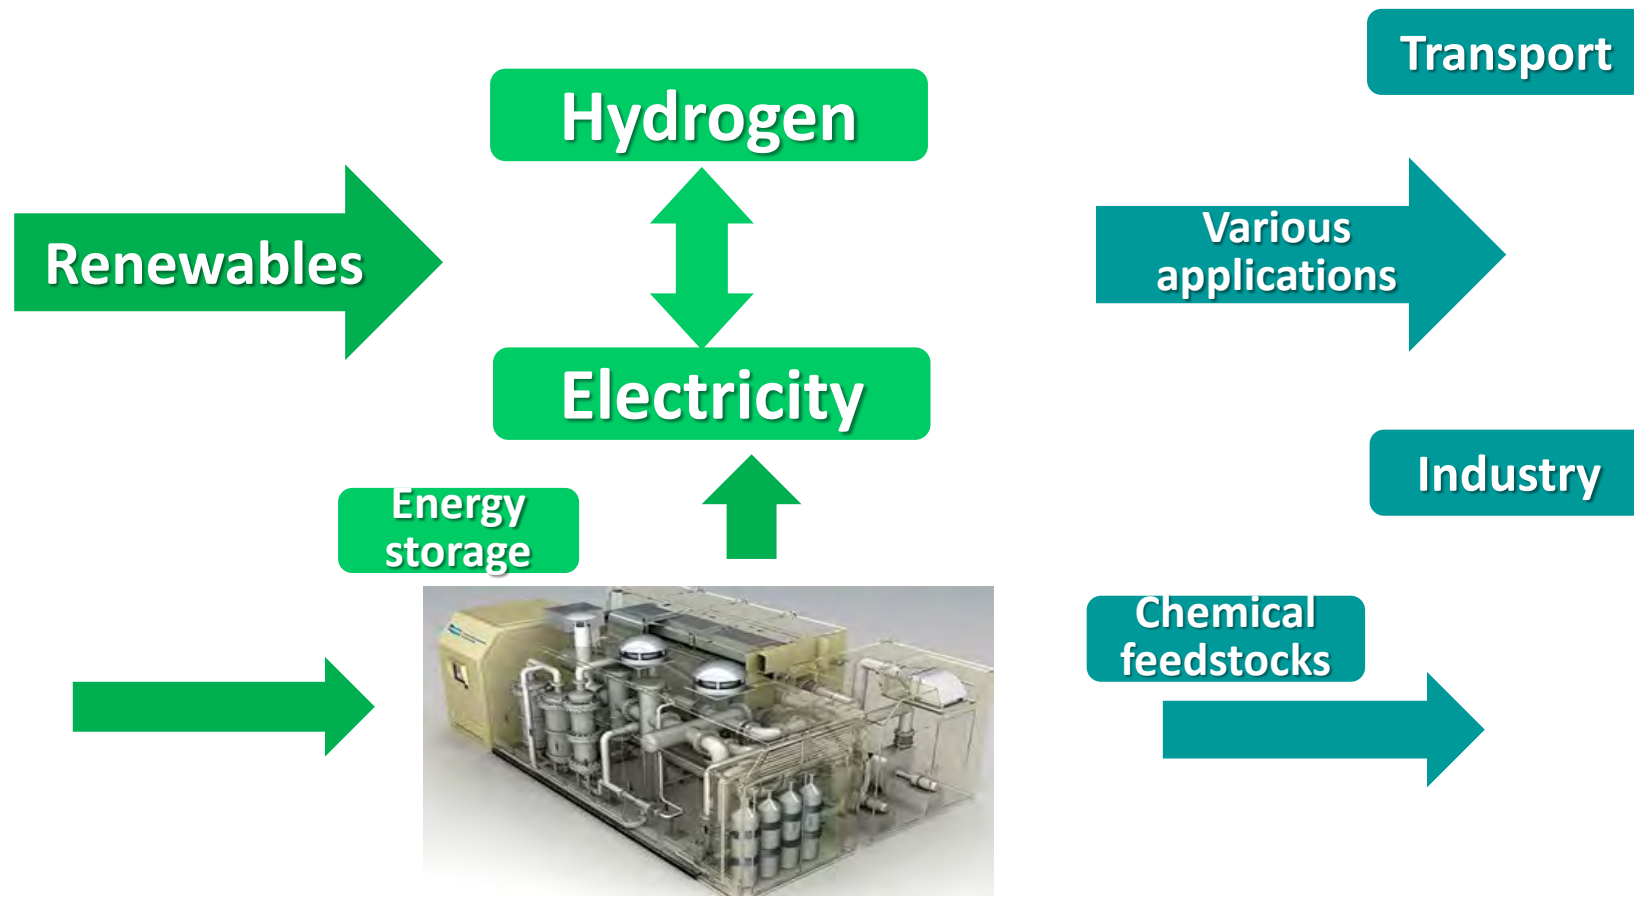 Transport
Hydrogen
Renewables
Various
applications
Electricity
Industry
Energy
storage
Chemical
feedstocks